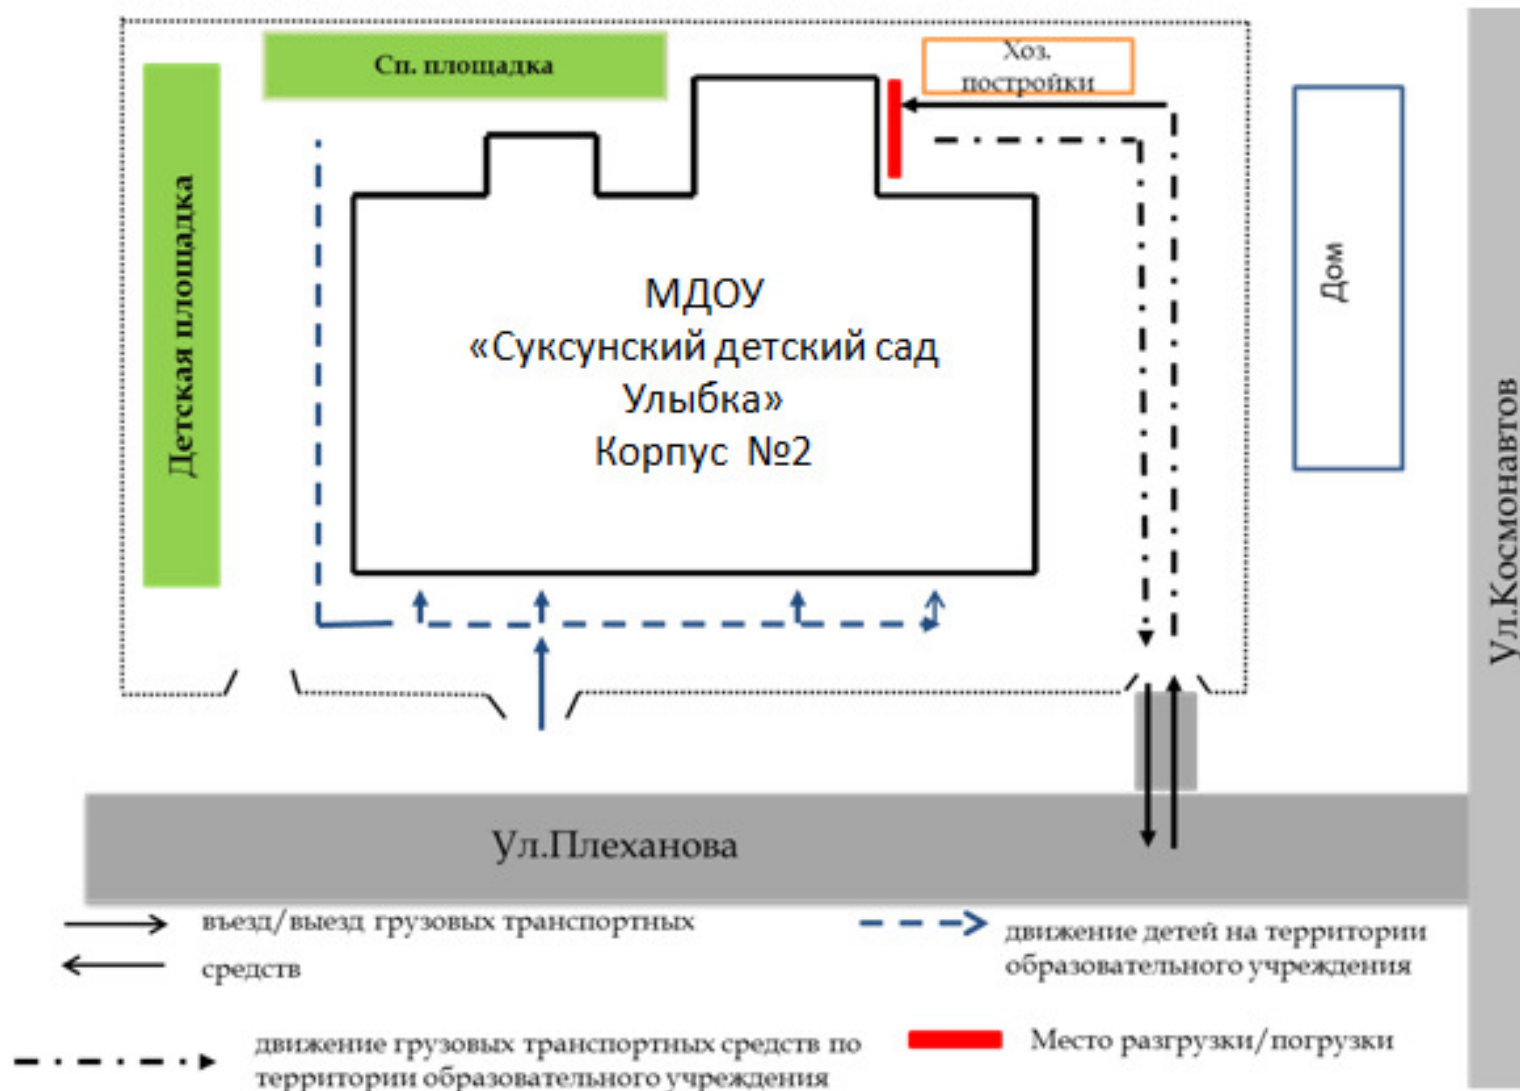 Сп. площадка
Хоз.
постройки
Детская площадка
МДОУ
«Суксунский детский сад
Улыбка»
Корпус №2
Дом
Ул.Космонавтов
Ул.Плеханова
въезд/выезд грузовых транспортных
средств
движение детей на территории
образовательного учреждения
движение грузовых транспортных средств по
территории образовательного учреждения
Место разгрузки/погрузки